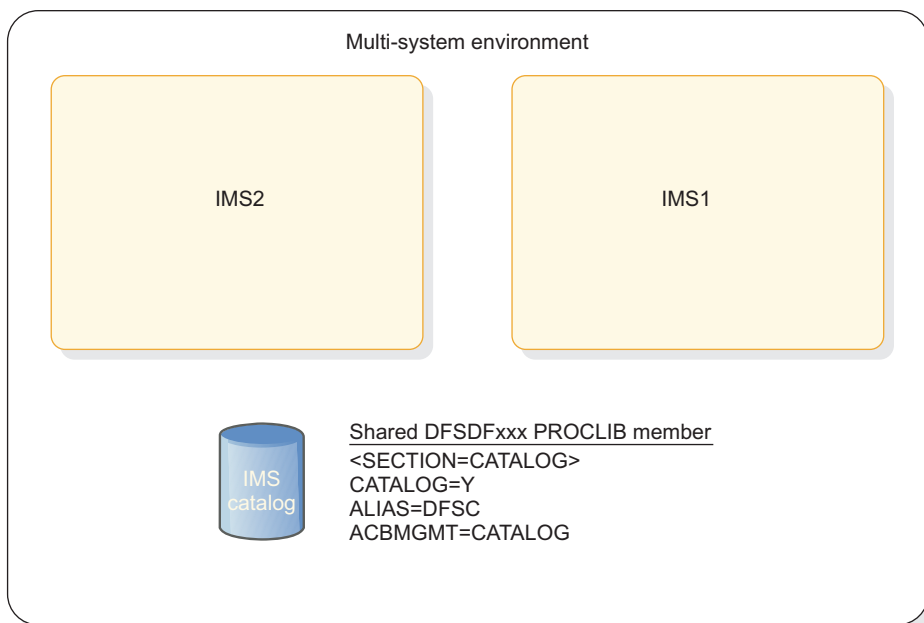 Multi-system environment
IMS2
IMS1
IMS
catalog
Shared DFSDFxxx PROCLIB member
<SECTION=CATALOG>
CATALOG=Y
ALIAS=DFSC
ACBMGMT=CATALOG